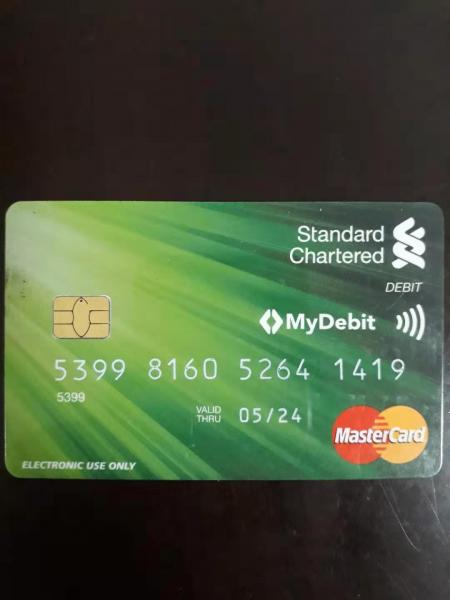 Standard
Chartered
DEBIT
MyDebit
5399 8160 5264 1419
5399
VALID
THRU 05/24
MasterCard
ELECTRONIC USE ONLY